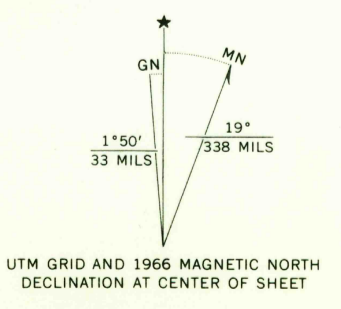 GN
MN
1°50'
33 MILS
19°
338 MILS
UTM GRID AND 1966 MAGNETIC NORTH
DECLINATION AT CENTER OF SHEET